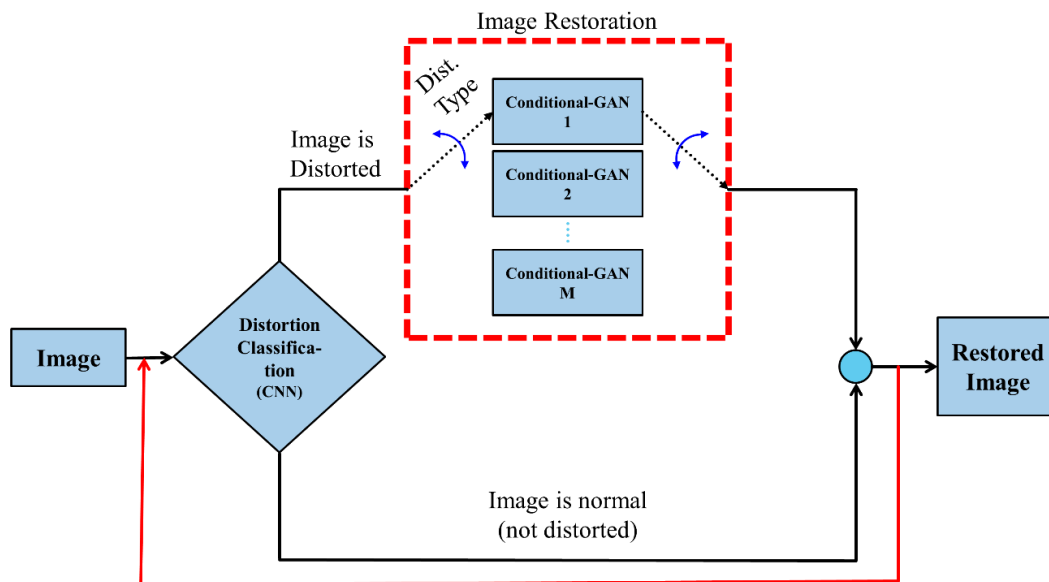 Image Restoration
Dist.
Type
Conditional-GAN
1
Image is
Distorted
Conditional-GAN
2
Conditional-GAN
M
Distortion
Classifica-
tion
(CNN)
Image
Restored
Image
Image is normal
(not distorted)